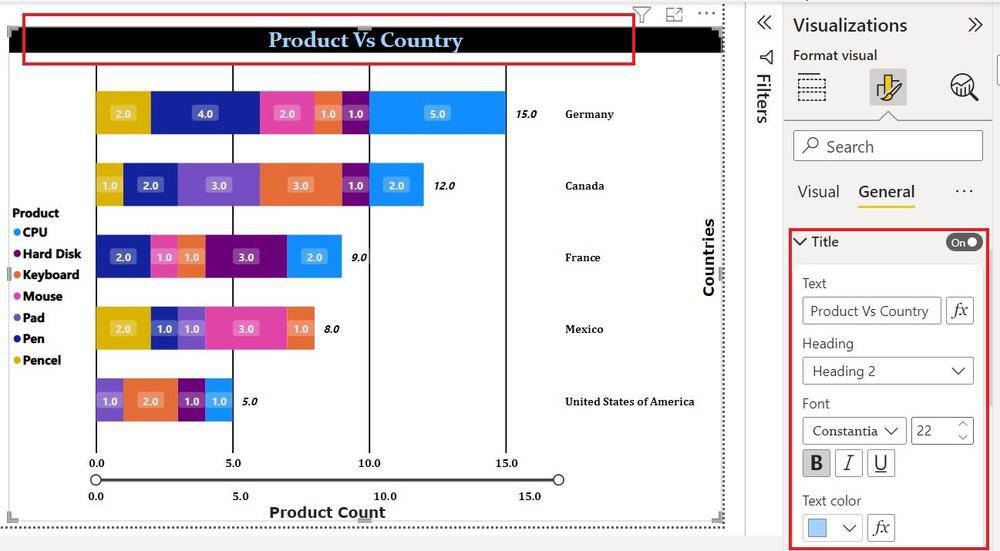 Product Vs Country
2.0 4.0 2.0 1.0 1.0 5.0 15.0 Germany
1.0 2.0 3.0 3.0 1.0 2.0 12.0 Canada
2.0 1.0 1.0 3.0 2.0 9.0 France
2.0 1.0 1.0 3.0 1.0 8.0 Mexico
1.0 2.0 1.0 1.0 5.0 United States of America
Product
CPU
Hard Disk
Keyboard
Mouse
Pad
Pen
Pencel
Countries
0.0 5.0 10.0 15.0
0.0 5.0 10.0 15.0
Product Count
Filters
Visualizations
Format visual
Search
Visual General
Title On
Text
Product Vs Country fx
Heading
Heading 2
Font
Constantia 22
B I U
Text color
fx